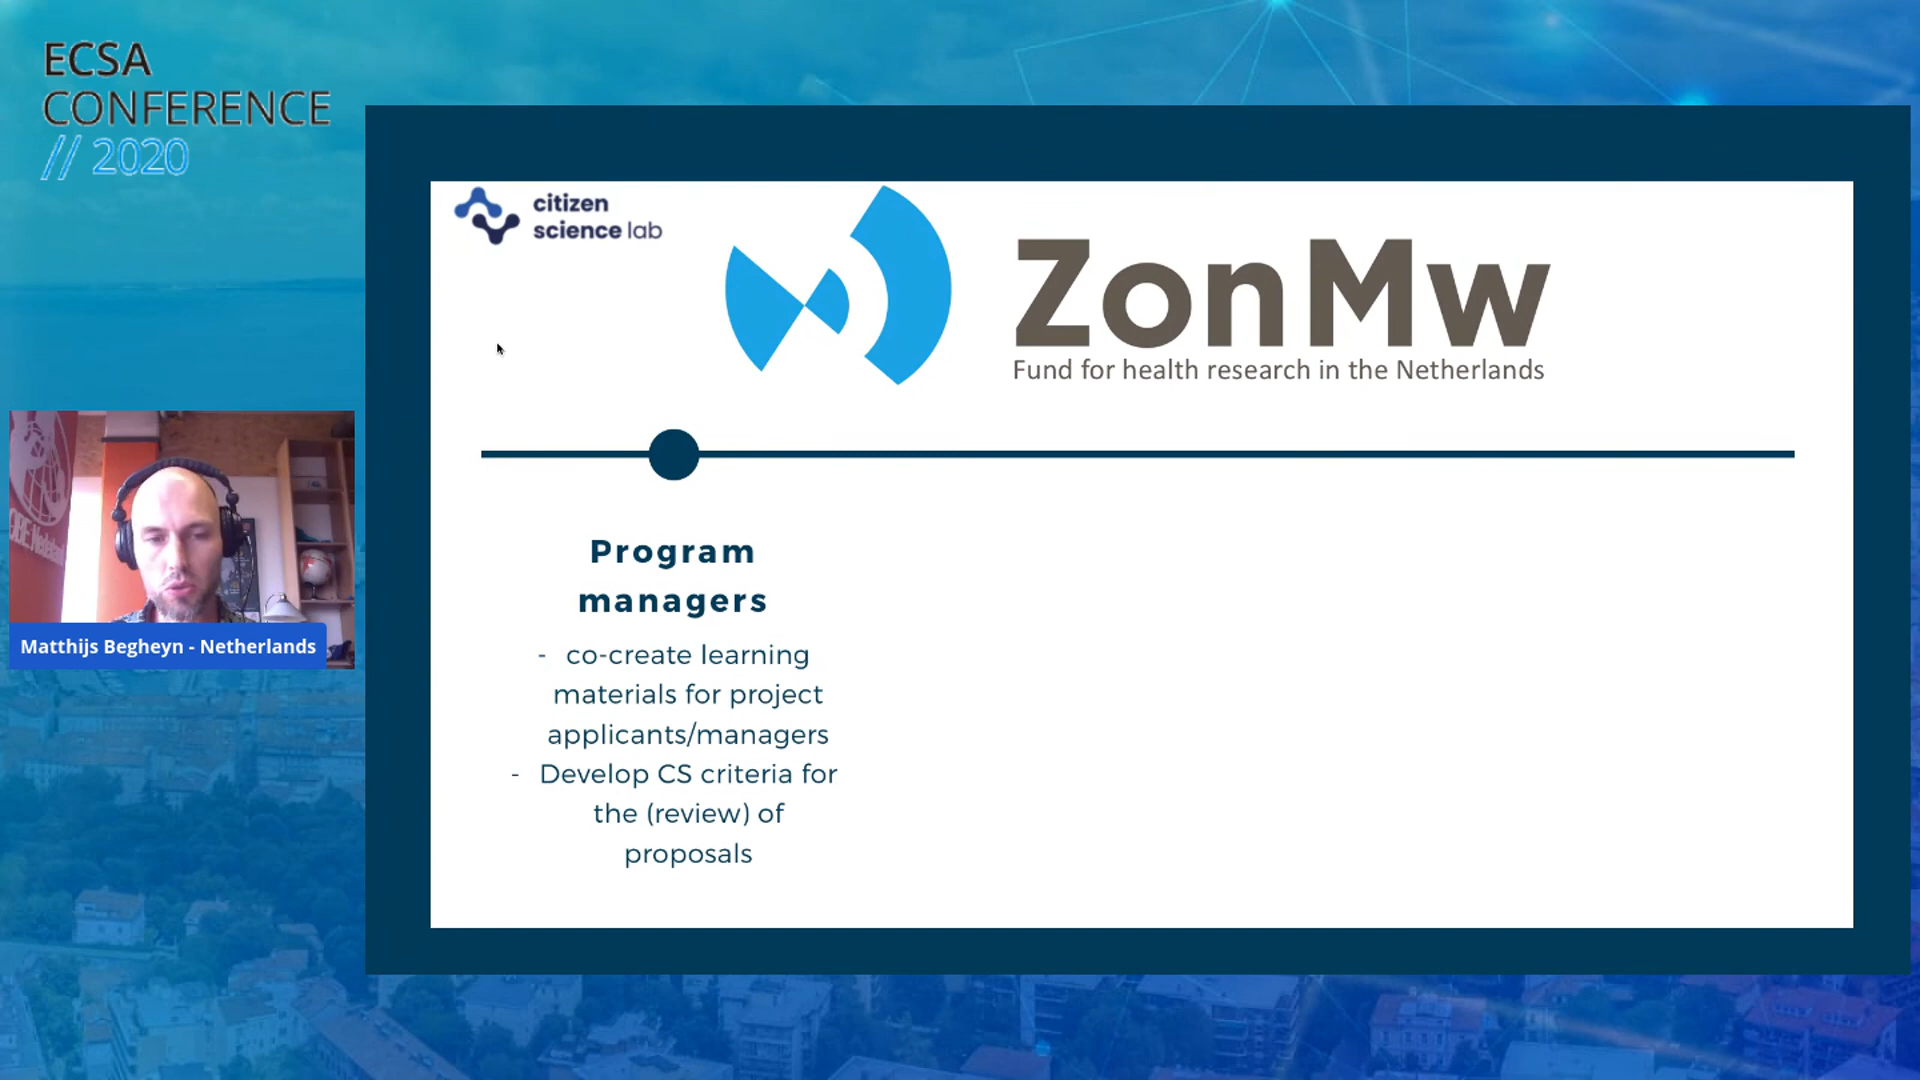 ECSA
CONFERENCE
// 2020
citizen
science lab
ZonMw
Fund for health research in the Netherlands
Program
managers
- co-create learning
materials for project
applicants/managers
- Develop CS criteria for
the (review) of
proposals
Matthijs Begheyn - Netherlands